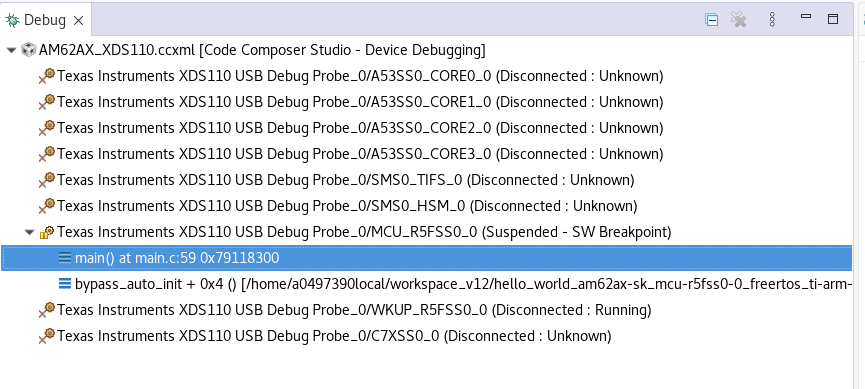 Debug
AM62AX_XDS110.ccxml [Code Composer Studio - Device Debugging]
Texas Instruments XDS110 USB Debug Probe_0/A53SS0_CORE0_0 (Disconnected : Unknown)
Texas Instruments XDS110 USB Debug Probe_0/A53SS0_CORE1_0 (Disconnected : Unknown)
Texas Instruments XDS110 USB Debug Probe_0/A53SS0_CORE2_0 (Disconnected : Unknown)
Texas Instruments XDS110 USB Debug Probe_0/A53SS0_CORE3_0 (Disconnected : Unknown)
Texas Instruments XDS110 USB Debug Probe_0/SMS0_TIFS_0 (Disconnected : Unknown)
Texas Instruments XDS110 USB Debug Probe_0/SMS0_HSM_0 (Disconnected : Unknown)
Texas Instruments XDS110 USB Debug Probe_0/MCU_R5FSS0_0 (Suspended - SW Breakpoint)
main() at main.c:59 0x79118300
bypass_auto_init + 0x4 () [/home/a0497390local/workspace_v12/hello_world_am62ax-sk_mcu-r5fss0-0_freertos_ti-arm-
Texas Instruments XDS110 USB Debug Probe_0/WKUP_R5FSS0_0 (Disconnected : Running)
Texas Instruments XDS110 USB Debug Probe_0/C7XSS0_0 (Disconnected : Unknown)